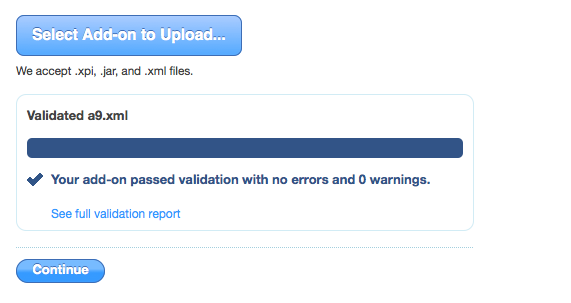 Select Add-on to Upload...
We accept .xpi, .jar, and .xml files.
Validated a9.xml
Your add-on passed validation with no errors and 0 warnings.
See full validation report
Continue